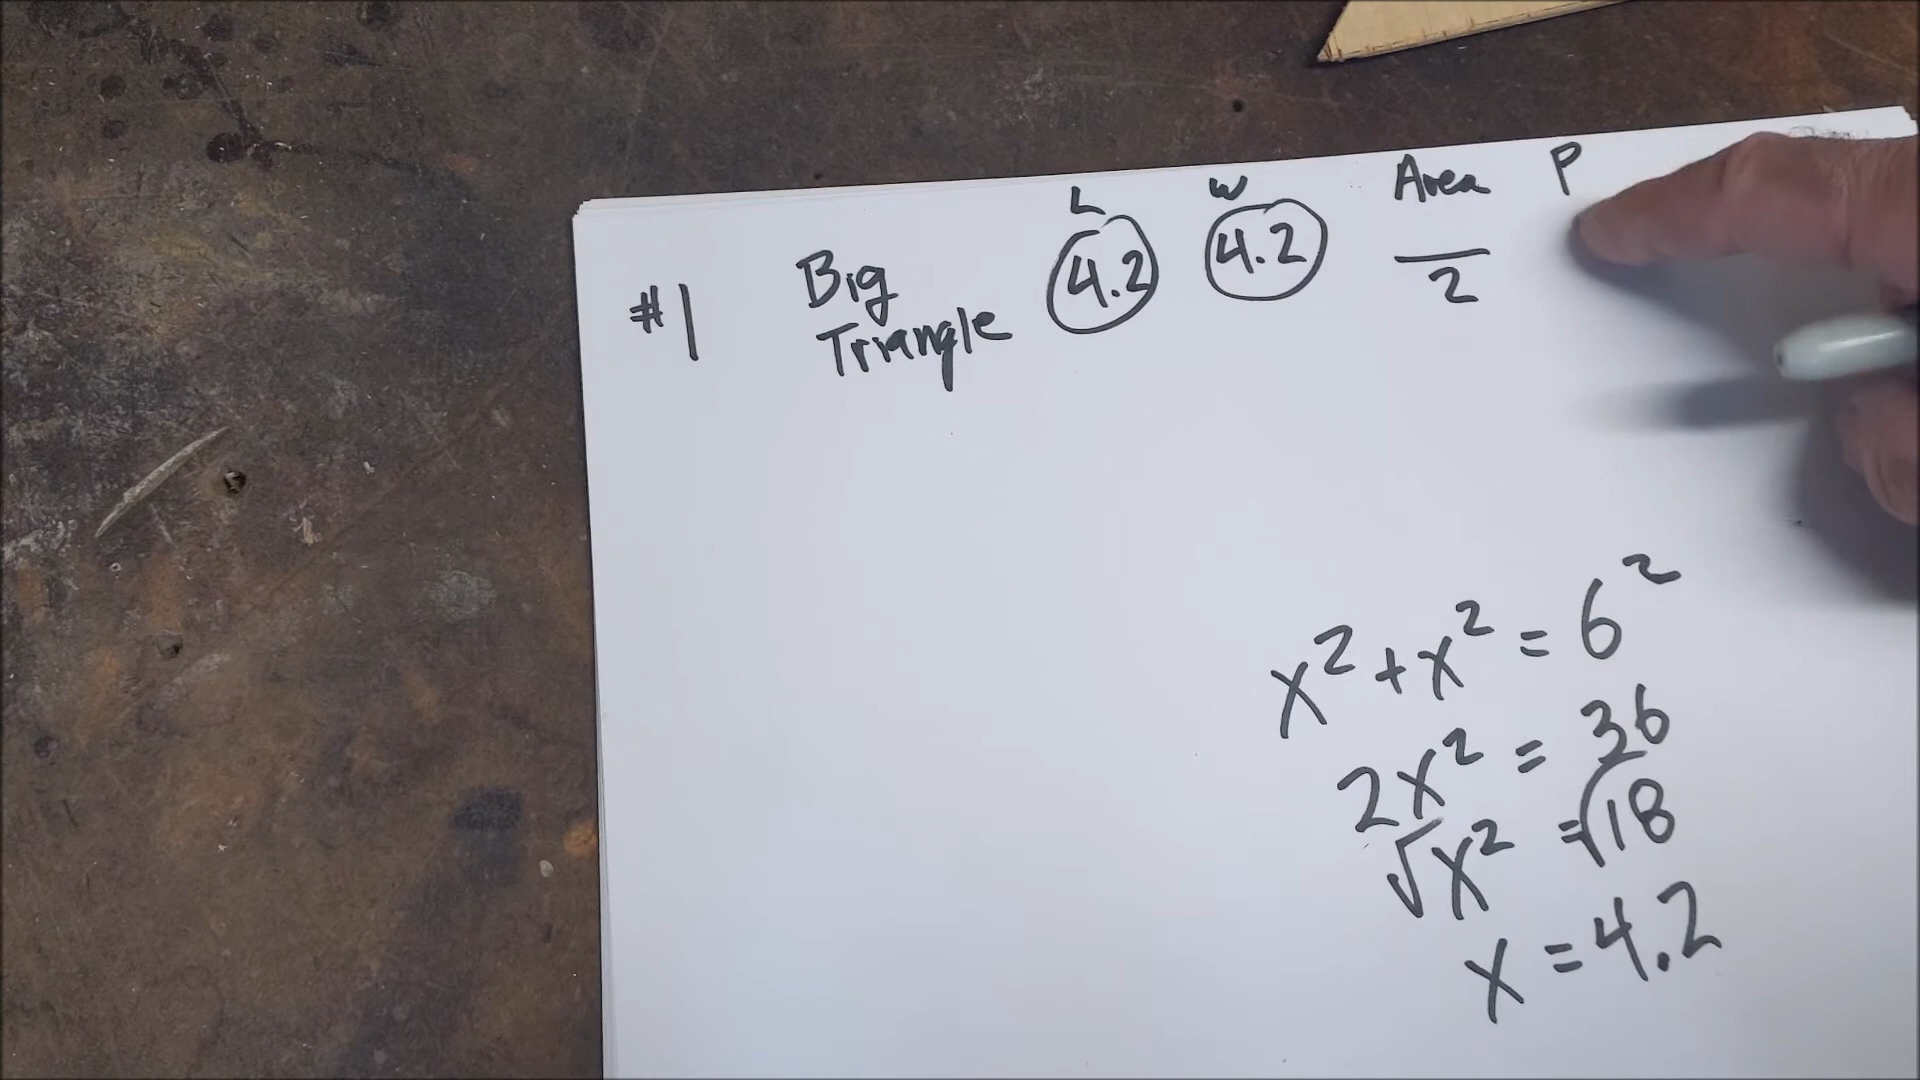 L W Area P
#1 Big Triangle 4.2 4.2 — 2
x² + x² = 6²
2x² = 36
√x² = √18
x = 4.2